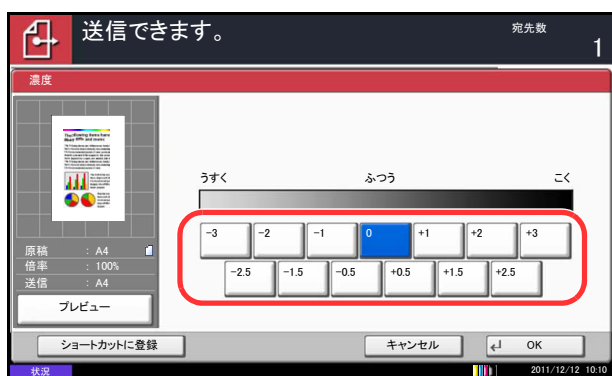 送信できます。
宛先数
1
濃度
うすく ふつう こく
-3 -2 -1 0 +1 +2 +3
-2.5 -1.5 -0.5 +0.5 +1.5 +2.5
原稿 : A4
倍率 : 100%
送信 : A4
プレビュー
ショートカットに登録 キャンセル OK
状況 2011/12/12 10:10